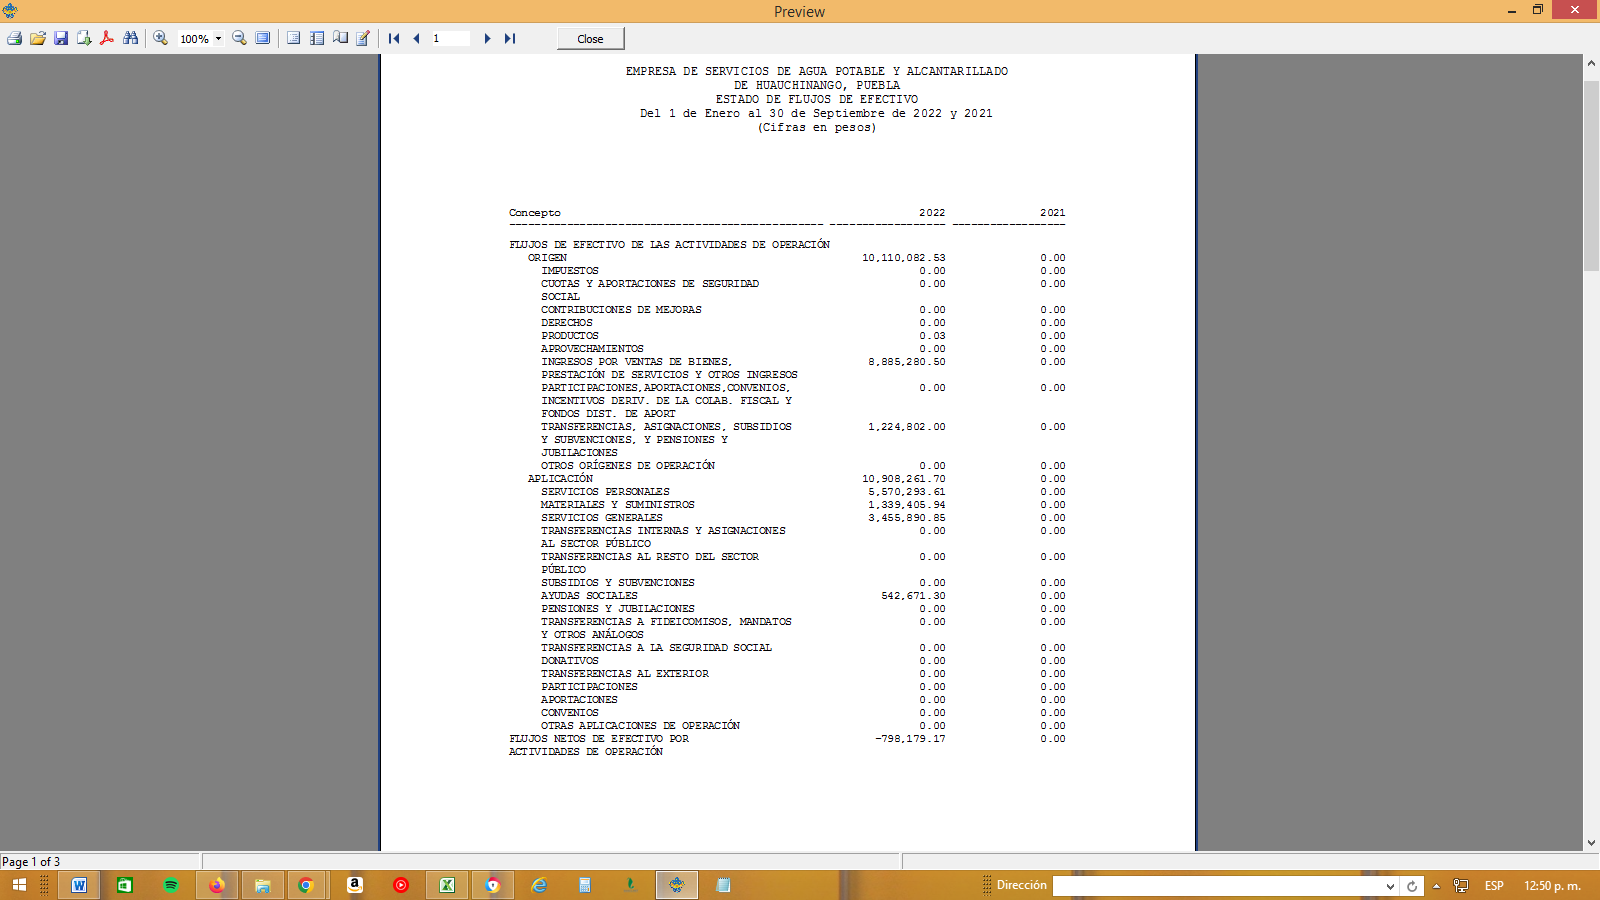 Preview
100%
1
Close
EMPRESA DE SERVICIOS DE AGUA POTABLE Y ALCANTARILLADO
DE HUAUCHINANGO, PUEBLA
ESTADO DE FLUJOS DE EFECTIVO
Del 1 de Enero al 30 de Septiembre de 2022 y 2021
(Cifras en pesos)
Concepto 2022 2021
FLUJOS DE EFECTIVO DE LAS ACTIVIDADES DE OPERACIÓN
ORIGEN 10,110,082.53 0.00
IMPUESTOS 0.00 0.00
CUOTAS Y APORTACIONES DE SEGURIDAD 0.00 0.00
SOCIAL
CONTRIBUCIONES DE MEJORAS 0.00 0.00
DERECHOS 0.00 0.00
PRODUCTOS 0.03 0.00
APROVECHAMIENTOS 0.00 0.00
INGRESOS POR VENTAS DE BIENES, 8,885,280.50 0.00
PRESTACIÓN DE SERVICIOS Y OTROS INGRESOS
PARTICIPACIONES,APORTACIONES,CONVENIOS, 0.00 0.00
INCENTIVOS DERIV. DE LA COLAB. FISCAL Y
FONDOS DIST. DE APORT
TRANSFERENCIAS, ASIGNACIONES, SUBSIDIOS 1,224,802.00 0.00
Y SUBVENCIONES, Y PENSIONES Y
JUBILACIONES
OTROS ORÍGENES DE OPERACIÓN 0.00 0.00
APLICACIÓN 10,908,261.70 0.00
SERVICIOS PERSONALES 5,570,293.61 0.00
MATERIALES Y SUMINISTROS 1,339,405.94 0.00
SERVICIOS GENERALES 3,455,890.85 0.00
TRANSFERENCIAS INTERNAS Y ASIGNACIONES 0.00 0.00
AL SECTOR PÚBLICO
TRANSFERENCIAS AL RESTO DEL SECTOR 0.00 0.00
PÚBLICO
SUBSIDIOS Y SUBVENCIONES 0.00 0.00
AYUDAS SOCIALES 542,671.30 0.00
PENSIONES Y JUBILACIONES 0.00 0.00
TRANSFERENCIAS A FIDEICOMISOS, MANDATOS 0.00 0.00
Y OTROS ANÁLOGOS
TRANSFERENCIAS A LA SEGURIDAD SOCIAL 0.00 0.00
DONATIVOS 0.00 0.00
TRANSFERENCIAS AL EXTERIOR 0.00 0.00
PARTICIPACIONES 0.00 0.00
APORTACIONES 0.00 0.00
CONVENIOS 0.00 0.00
OTRAS APLICACIONES DE OPERACIÓN 0.00 0.00
FLUJOS NETOS DE EFECTIVO POR -798,179.17 0.00
ACTIVIDADES DE OPERACIÓN
Page 1 of 3
Dirección
ESP
12:50 p. m.